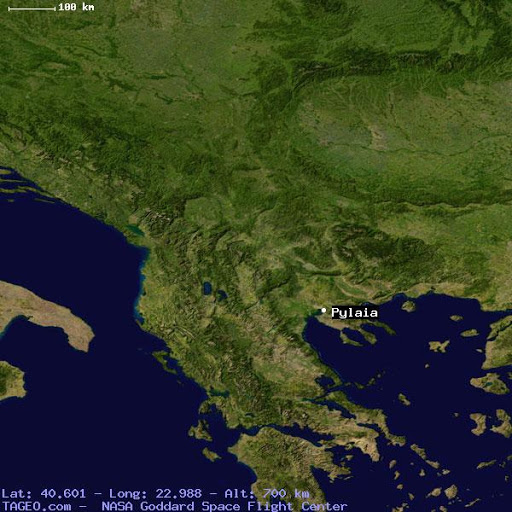 100 km
Pylaia
Lat: 40.601 - Long: 22.988 - Alt: 700 km
TAGEO.com - NASA Goddard Space Flight Center